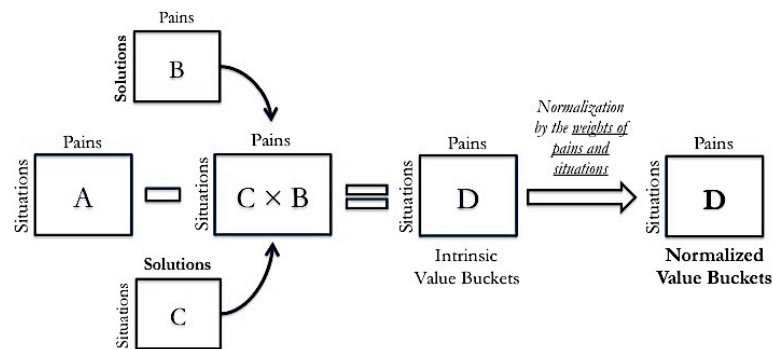 Pains
Solutions
B
Pains
Situations
A
Pains
Situations
C × B
Solutions
Situations
C
Pains
Situations
D
Intrinsic
Value Buckets
Normalization
by the weights of
pains and
situations
Pains
Situations
D
Normalized
Value Buckets